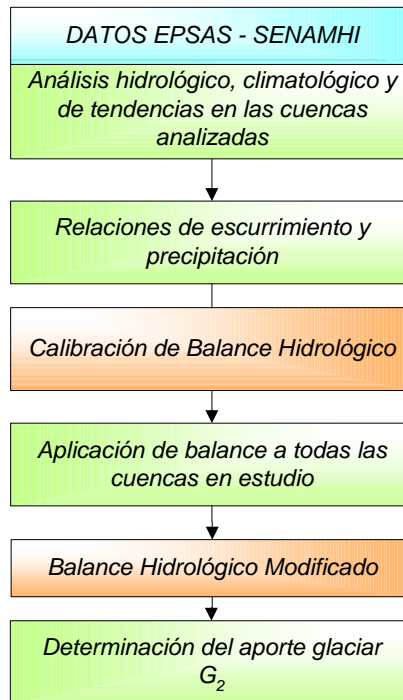 DATOS EPSAS - SENAMHI
Análisis hidrológico, climatológico y
de tendencias en las cuencas
analizadas
Relaciones de escurrimiento y
precipitación
Calibración de Balance Hidrológico
Aplicación de balance a todas las
cuencas en estudio
Balance Hidrológico Modificado
Determinación del aporte glaciar
G₂